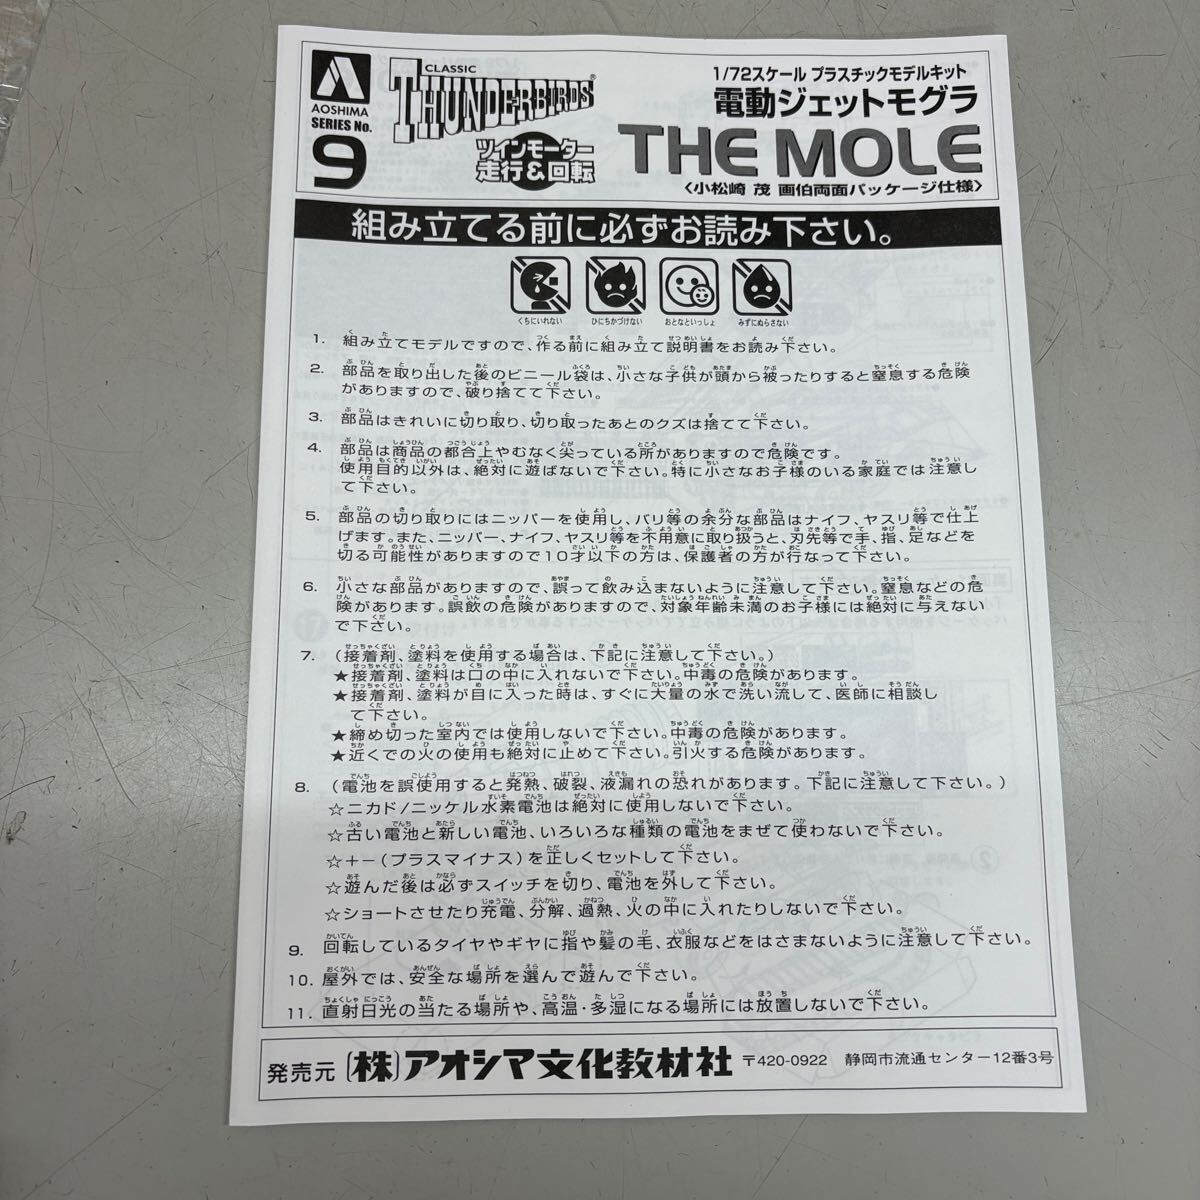 AOSHIMA
SERIES No.
9
CLASSIC
THUNDERBIRDS®
ツインモーター
走行&回転
1/72スケール プラスチックモデルキット
電動ジェットモグラ
THE MOLE
〈小松崎 茂 画伯両面パッケージ仕様〉
組み立てる前に必ずお読み下さい。
くちにいれない ひにちかづけない おとなといっしょ みずにぬらさない
1. 組み立てモデルですので、作る前に組み立て説明書をお読み下さい。
2. 部品を取り出した後のビニール袋は、小さな子供が頭から被ったりすると窒息する危険
がありますので、破り捨てて下さい。
3. 部品はきれいに切り取り、切り取ったあとのクズは捨てて下さい。
4. 部品は商品の都合上やむなく尖っている所がありますので危険です。
使用目的以外は、絶対に遊ばないで下さい。特に小さなお子様のいる家庭では注意し
て下さい。
5. 部品の切り取りにはニッパーを使用し、バリ等の余分な部品はナイフ、ヤスリ等で仕上
げます。また、ニッパー、ナイフ、ヤスリ等を不用意に取り扱うと、刃先等で手、指、足などを
切る可能性がありますので10才以下の方は、保護者の方が行なって下さい。
6. 小さな部品がありますので、誤って飲み込まないように注意して下さい。窒息などの危
険があります。誤飲の危険がありますので、対象年齢未満のお子様には絶対に与えない
で下さい。
7. (接着剤、塗料を使用する場合は、下記に注意して下さい。)
★接着剤、塗料は口の中に入れないで下さい。中毒の危険があります。
★接着剤、塗料が目に入った時は、すぐに大量の水で洗い流して、医師に相談し
て下さい。
★締め切った室内では使用しないで下さい。中毒の危険があります。
★近くでの火の使用も絶対に止めて下さい。引火する危険があります。
8. (電池を誤使用すると発熱、破裂、液漏れの恐れがあります。下記に注意して下さい。)
☆ニカド/ニッケル水素電池は絶対に使用しないで下さい。
☆古い電池と新しい電池、いろいろな種類の電池をまぜて使わないで下さい。
☆+−(プラスマイナス)を正しくセットして下さい。
☆遊んだ後は必ずスイッチを切り、電池を外して下さい。
☆ショートさせたり充電、分解、過熱、火の中に入れたりしないで下さい。
9. 回転しているタイヤやギヤに指や髪の毛、衣服などをはさまないように注意して下さい。
10. 屋外では、安全な場所を選んで遊んで下さい。
11. 直射日光の当たる場所や、高温・多湿になる場所には放置しないで下さい。
発売元 (株)アオシマ文化教材社 〒420-0922 静岡市流通センター12番3号